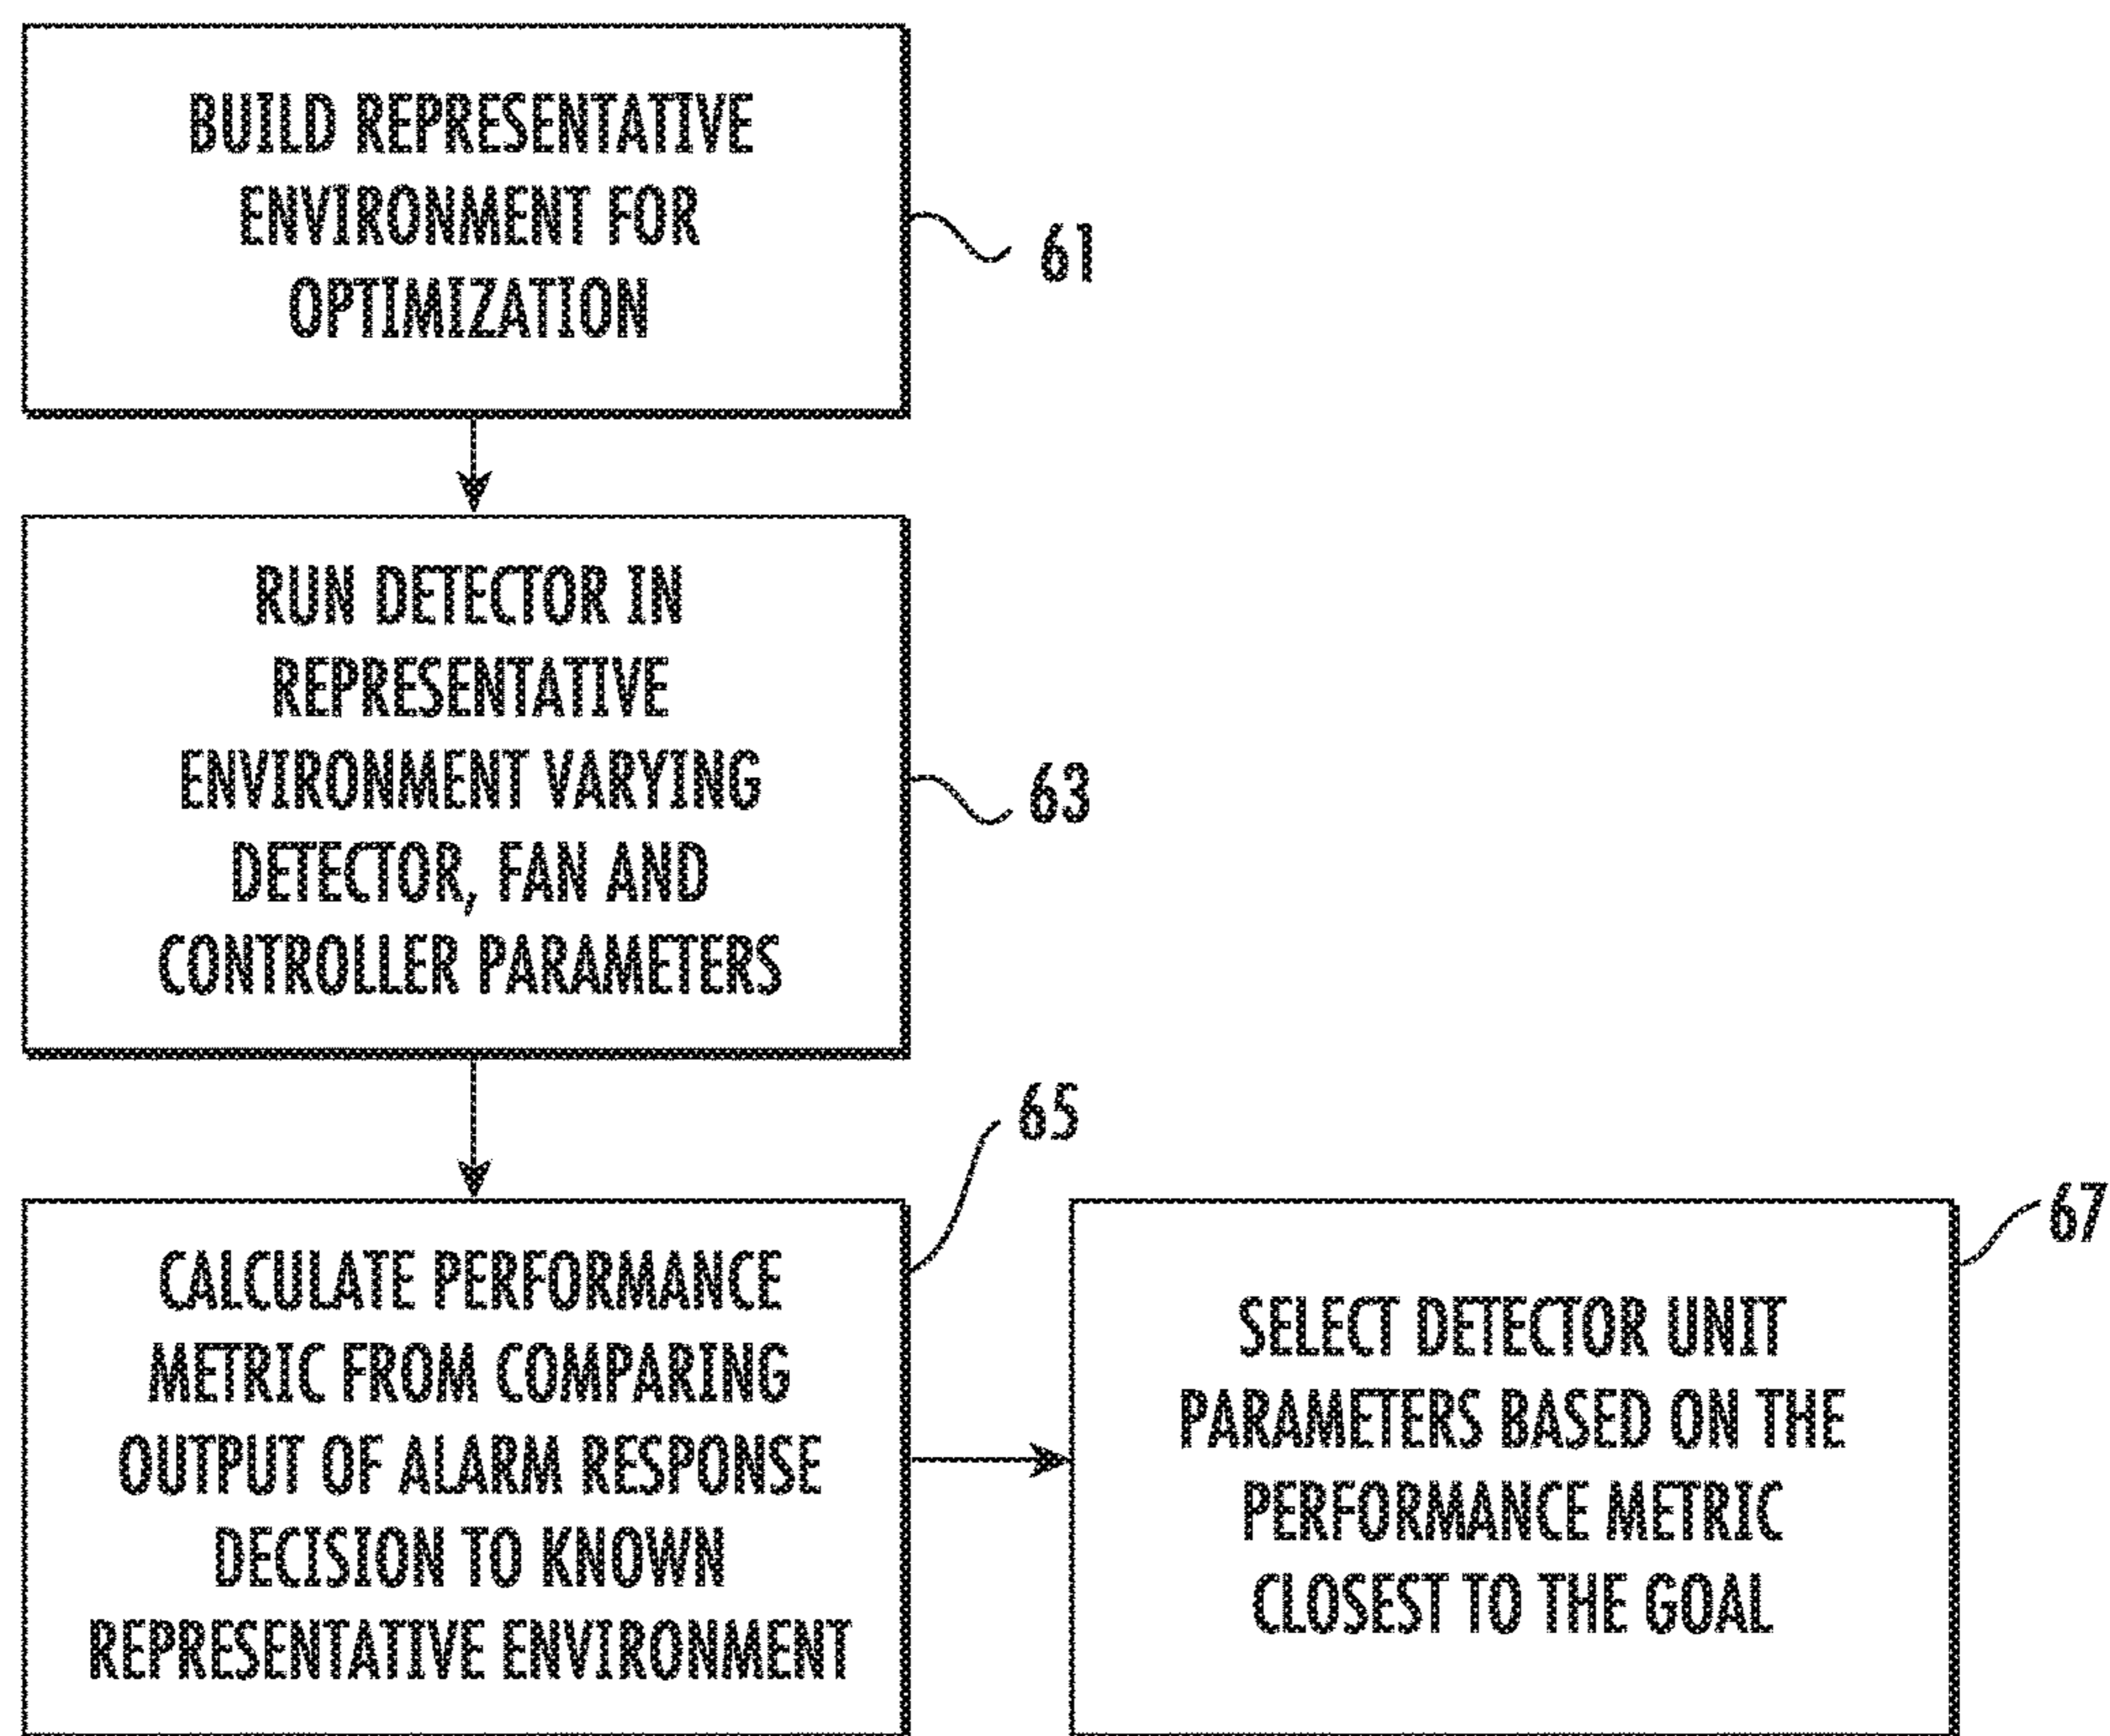 BUILD REPRESENTATIVE
ENVIRONMENT FOR
OPTIMIZATION
61
RUN DETECTOR IN
REPRESENTATIVE
ENVIRONMENT VARYING
DETECTOR, FAN AND
CONTROLLER PARAMETERS
63
CALCULATE PERFORMANCE
METRIC FROM COMPARING
OUTPUT OF ALARM RESPONSE
DECISION TO KNOWN
REPRESENTATIVE ENVIRONMENT
65
SELECT DETECTOR UNIT
PARAMETERS BASED ON THE
PERFORMANCE METRIC
CLOSEST TO THE GOAL
67